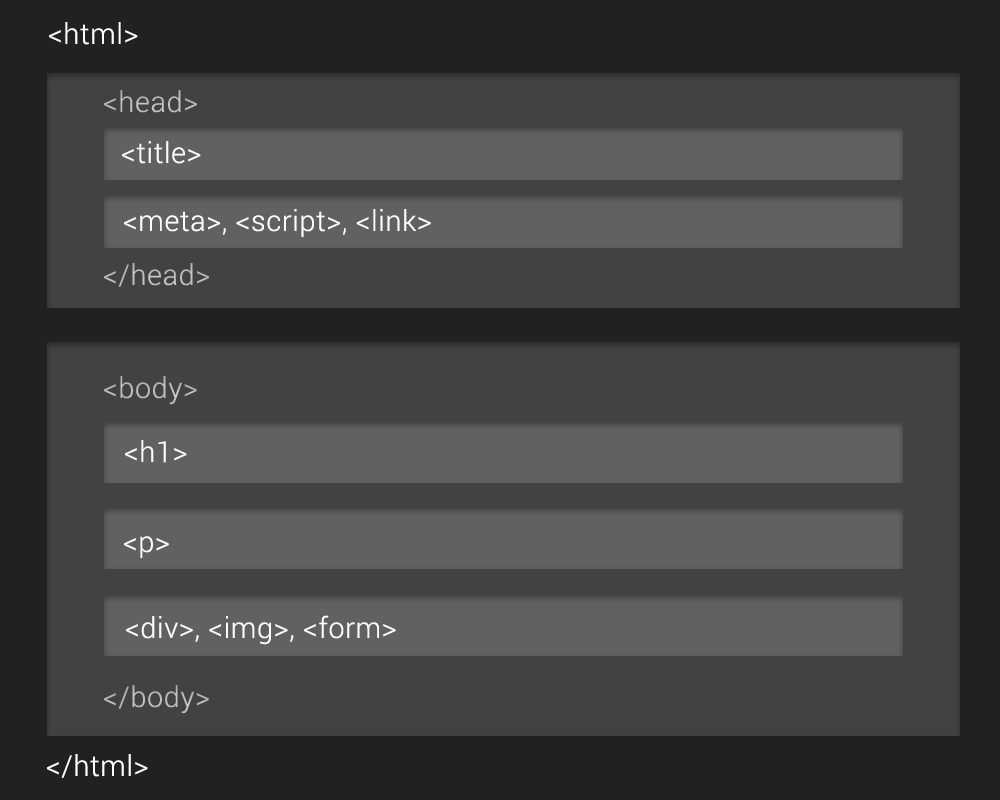 <html>
<head>
<title>
<meta>, <script>, <link>
</head>
<body>
<h1>
<p>
<div>, <img>, <form>
</body>
</html>